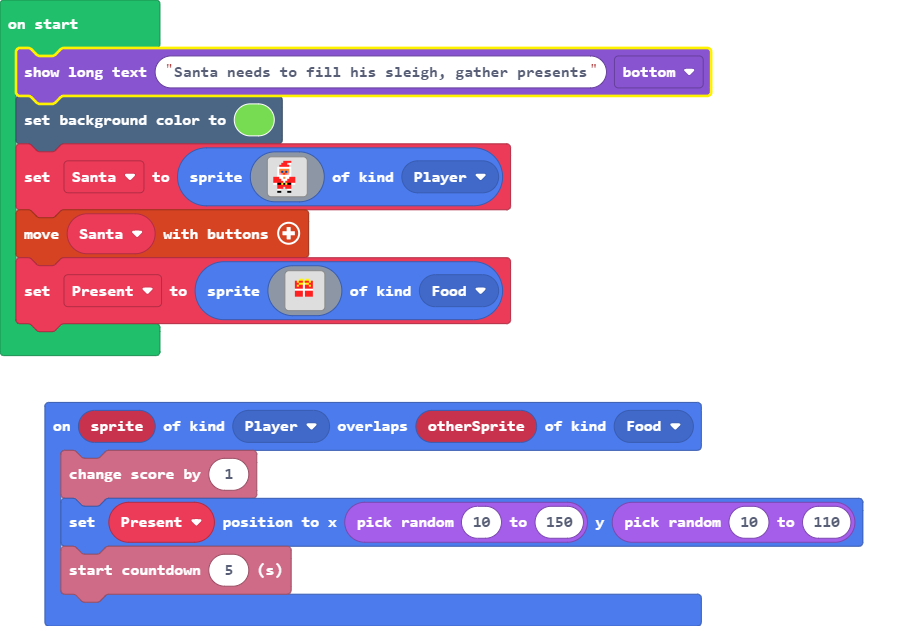 on start
show long text "Santa needs to fill his sleigh, gather presents" bottom
set background color to
set Santa to sprite of kind Player
move Santa with buttons
set Present to sprite of kind Food
on sprite of kind Player overlaps otherSprite of kind Food
change score by 1
set Present position to x pick random 10 to 150 y pick random 10 to 110
start countdown 5 (s)